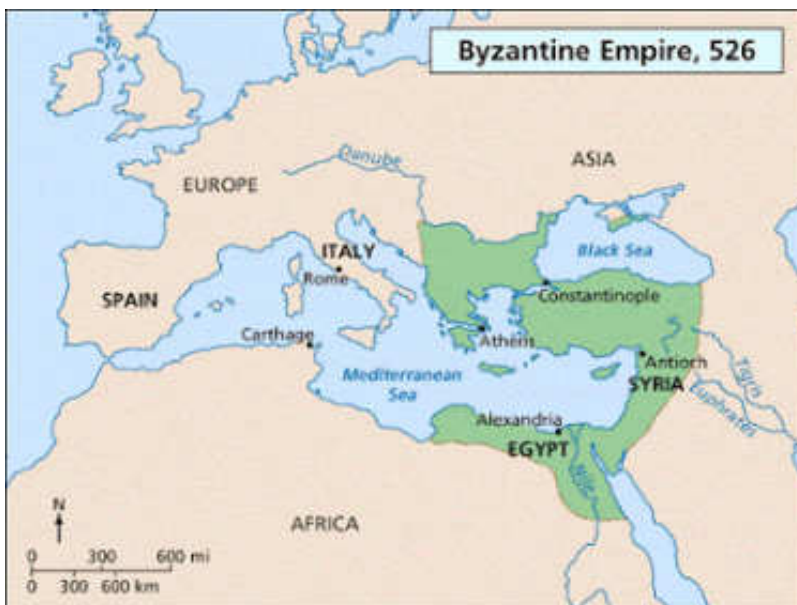 Byzantine Empire, 526
Danube
ASIA
EUROPE
Black Sea
ITALY
Rome
Constantinople
SPAIN
Carthage
Athens
Antioch
Tigris
Mediterranean
Sea
SYRIA
Euphrates
Alexandria
EGYPT
Nile
N
AFRICA
0 300 600 mi
0 300 600 km